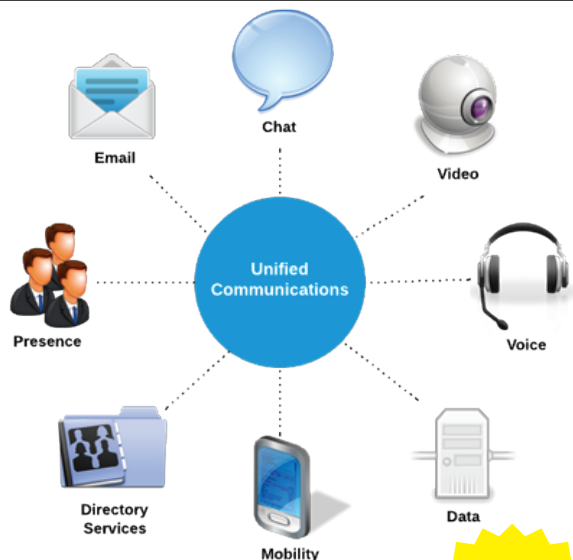 Chat
Email
Video
Unified
Communications
Presence
Voice
Directory
Services
Data
Mobility